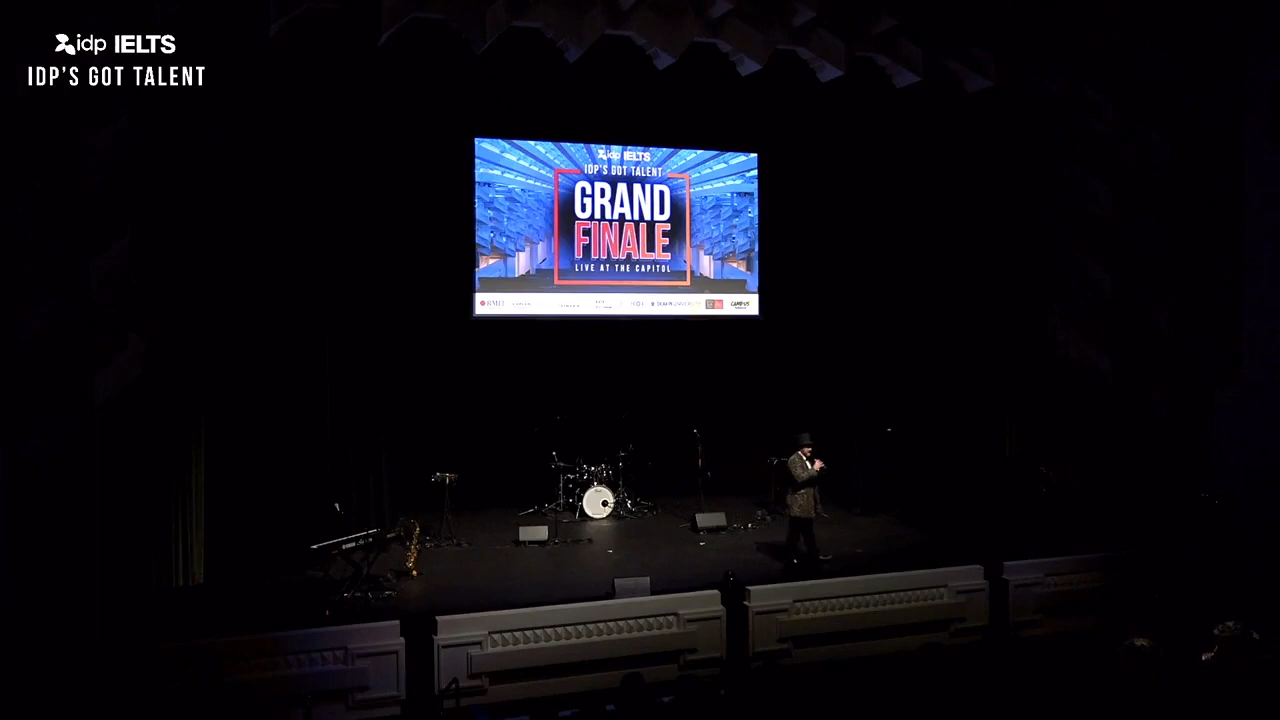 idp IELTS
IDP'S GOT TALENT
idp IELTS
IDP'S GOT TALENT
GRAND
FINALE
LIVE AT THE CAPITOL
RMIT
DEAKIN UNIVERSITY
CAMPUS